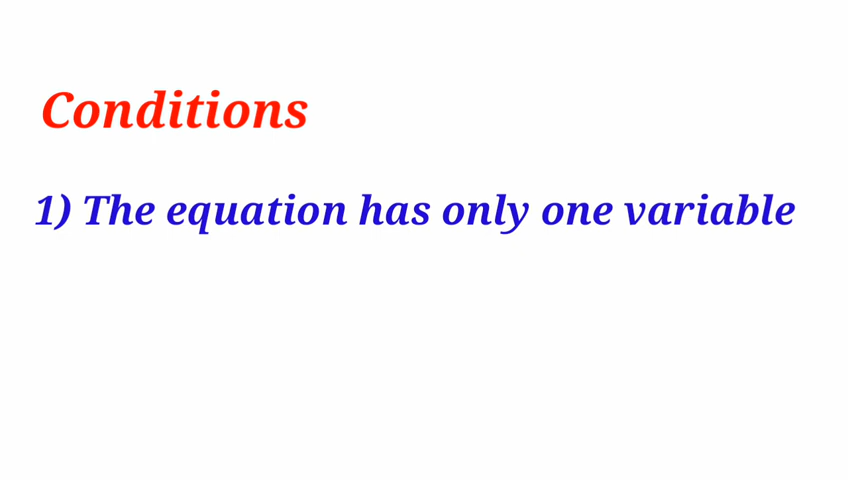 Conditions
1) The equation has only one variable